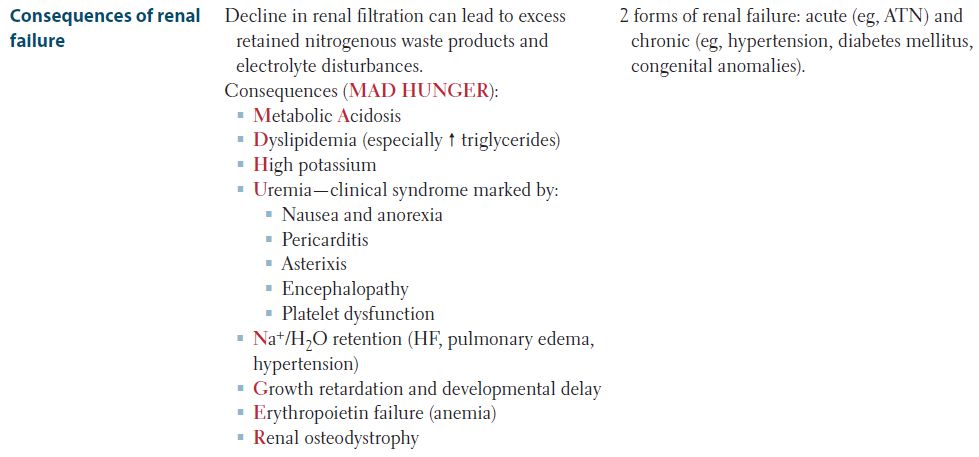 Consequences of renal
failure
Decline in renal filtration can lead to excess
retained nitrogenous waste products and
electrolyte disturbances.
Consequences (MAD HUNGER):
▪ Metabolic Acidosis
▪ Dyslipidemia (especially ↑ triglycerides)
▪ High potassium
▪ Uremia—clinical syndrome marked by:
▪ Nausea and anorexia
▪ Pericarditis
▪ Asterixis
▪ Encephalopathy
▪ Platelet dysfunction
▪ Na⁺/H₂O retention (HF, pulmonary edema,
hypertension)
▪ Growth retardation and developmental delay
▪ Erythropoietin failure (anemia)
▪ Renal osteodystrophy
2 forms of renal failure: acute (eg, ATN) and
chronic (eg, hypertension, diabetes mellitus,
congenital anomalies).